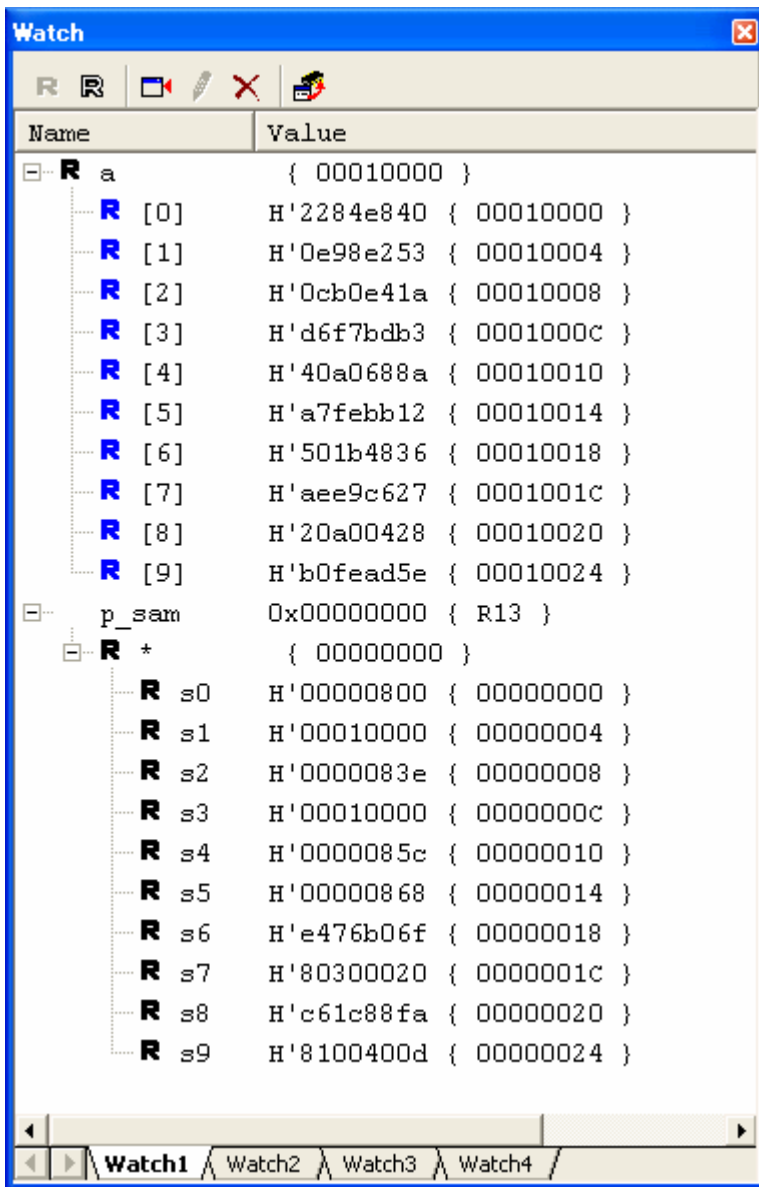 Watch
R R
Name Value
R a { 00010000 }
R [0] H'2284e840 { 00010000 }
R [1] H'0e98e253 { 00010004 }
R [2] H'0cb0e41a { 00010008 }
R [3] H'd6f7bdb3 { 0001000C }
R [4] H'40a0688a { 00010010 }
R [5] H'a7febb12 { 00010014 }
R [6] H'501b4836 { 00010018 }
R [7] H'aee9c627 { 0001001C }
R [8] H'20a00428 { 00010020 }
R [9] H'b0fead5e { 00010024 }
p_sam 0x00000000 { R13 }
R * { 00000000 }
R s0 H'00000800 { 00000000 }
R s1 H'00010000 { 00000004 }
R s2 H'0000083e { 00000008 }
R s3 H'00010000 { 0000000C }
R s4 H'0000085c { 00000010 }
R s5 H'00000868 { 00000014 }
R s6 H'e476b06f { 00000018 }
R s7 H'80300020 { 0000001C }
R s8 H'c61c88fa { 00000020 }
R s9 H'8100400d { 00000024 }
Watch1 Watch2 Watch3 Watch4